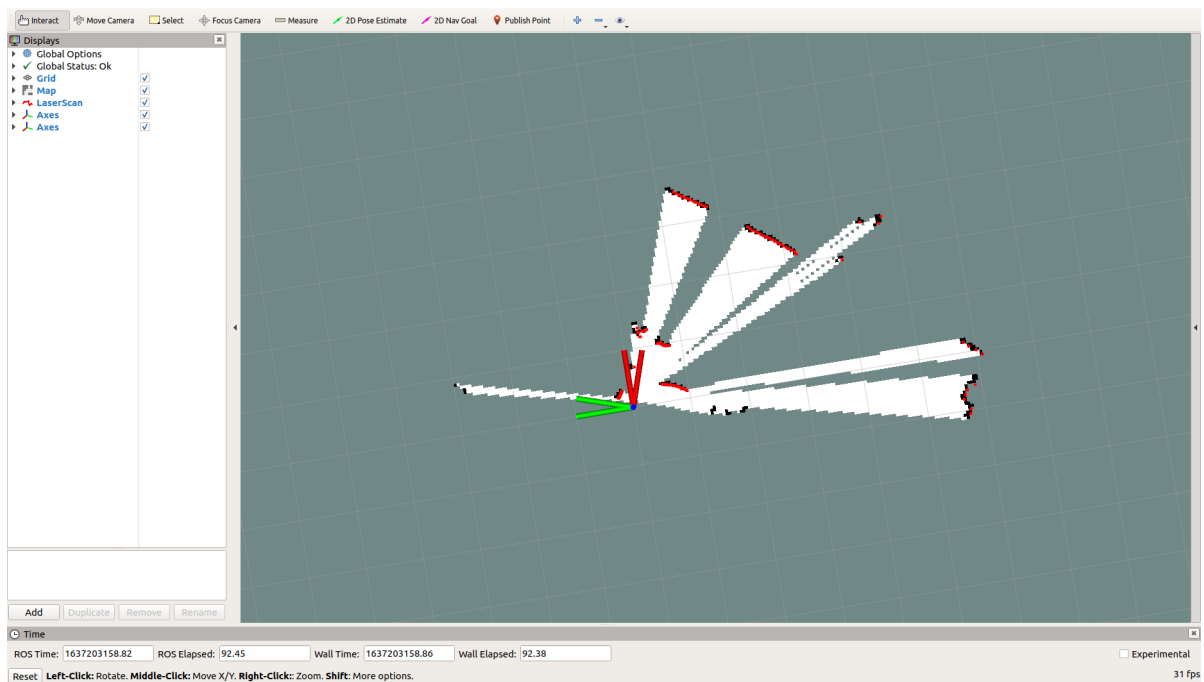 Interact Move Camera Select Focus Camera Measure 2D Pose Estimate 2D Nav Goal Publish Point
Displays
Global Options
Global Status: Ok
Grid
Map
LaserScan
Axes
Axes
Add Duplicate Remove Rename
Time
ROS Time: 1637203158.82 ROS Elapsed: 92.45 Wall Time: 1637203158.86 Wall Elapsed: 92.38 Experimental
Reset Left-Click: Rotate. Middle-Click: Move X/Y. Right-Click:: Zoom. Shift: More options. 31 fps